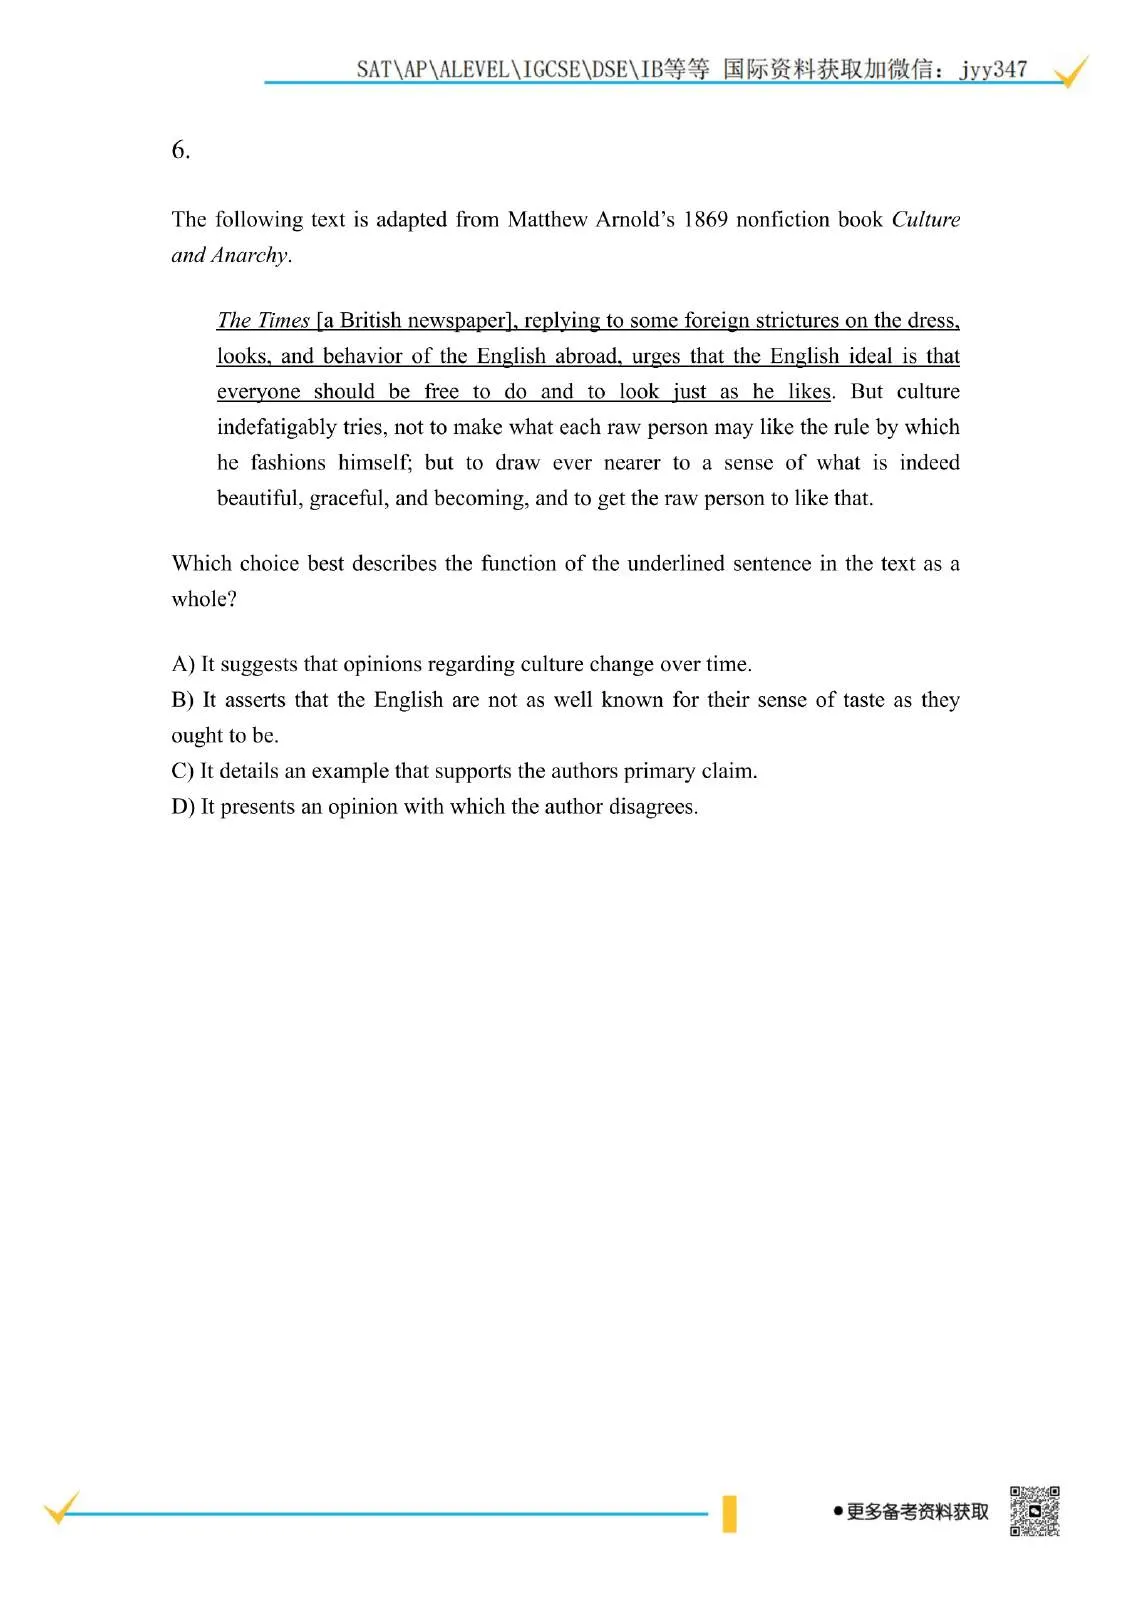 SAT\AP\ALEVEL\IGCSE\DSE\IB等等 国际资料获取加微信：jyy347
6.
The following text is adapted from Matthew Arnold’s 1869 nonfiction book Culture
and Anarchy.
The Times [a British newspaper], replying to some foreign strictures on the dress,
looks, and behavior of the English abroad, urges that the English ideal is that
everyone should be free to do and to look just as he likes. But culture
indefatigably tries, not to make what each raw person may like the rule by which
he fashions himself; but to draw ever nearer to a sense of what is indeed
beautiful, graceful, and becoming, and to get the raw person to like that.
Which choice best describes the function of the underlined sentence in the text as a
whole?
A) It suggests that opinions regarding culture change over time.
B) It asserts that the English are not as well known for their sense of taste as they
ought to be.
C) It details an example that supports the authors primary claim.
D) It presents an opinion with which the author disagrees.
●更多备考资料获取